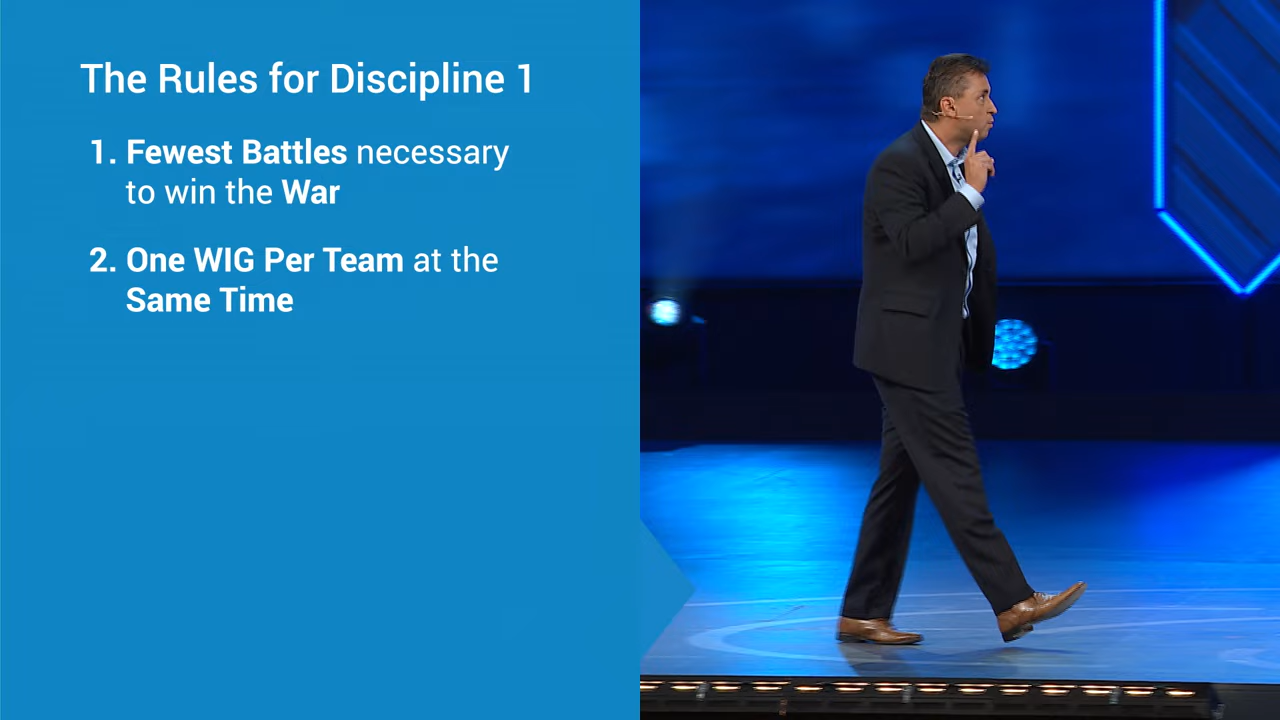 The Rules for Discipline 1
1. Fewest Battles necessary
to win the War
2. One WIG Per Team at the
Same Time